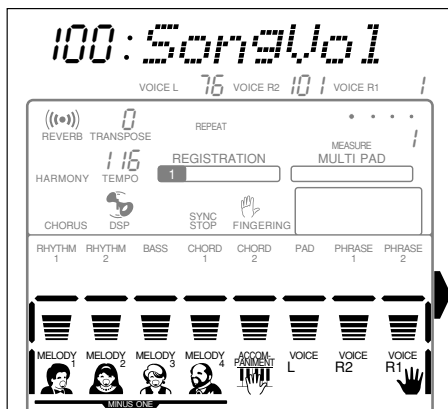 100:SongVol
VOICE L 76 VOICE R2 101 VOICE R1 1
REVERB 0 TRANSPOSE REPEAT MEASURE 1
116 REGISTRATION MULTI PAD
HARMONY TEMPO 1
CHORUS DSP SYNC STOP FINGERING
RHYTHM 1 RHYTHM 2 BASS CHORD 1 CHORD 2 PAD PHRASE 1 PHRASE 2
MELODY 1 MELODY 2 MELODY 3 MELODY 4 ACCOM-PANIMENT VOICE L VOICE R2 VOICE R1
MINUS ONE